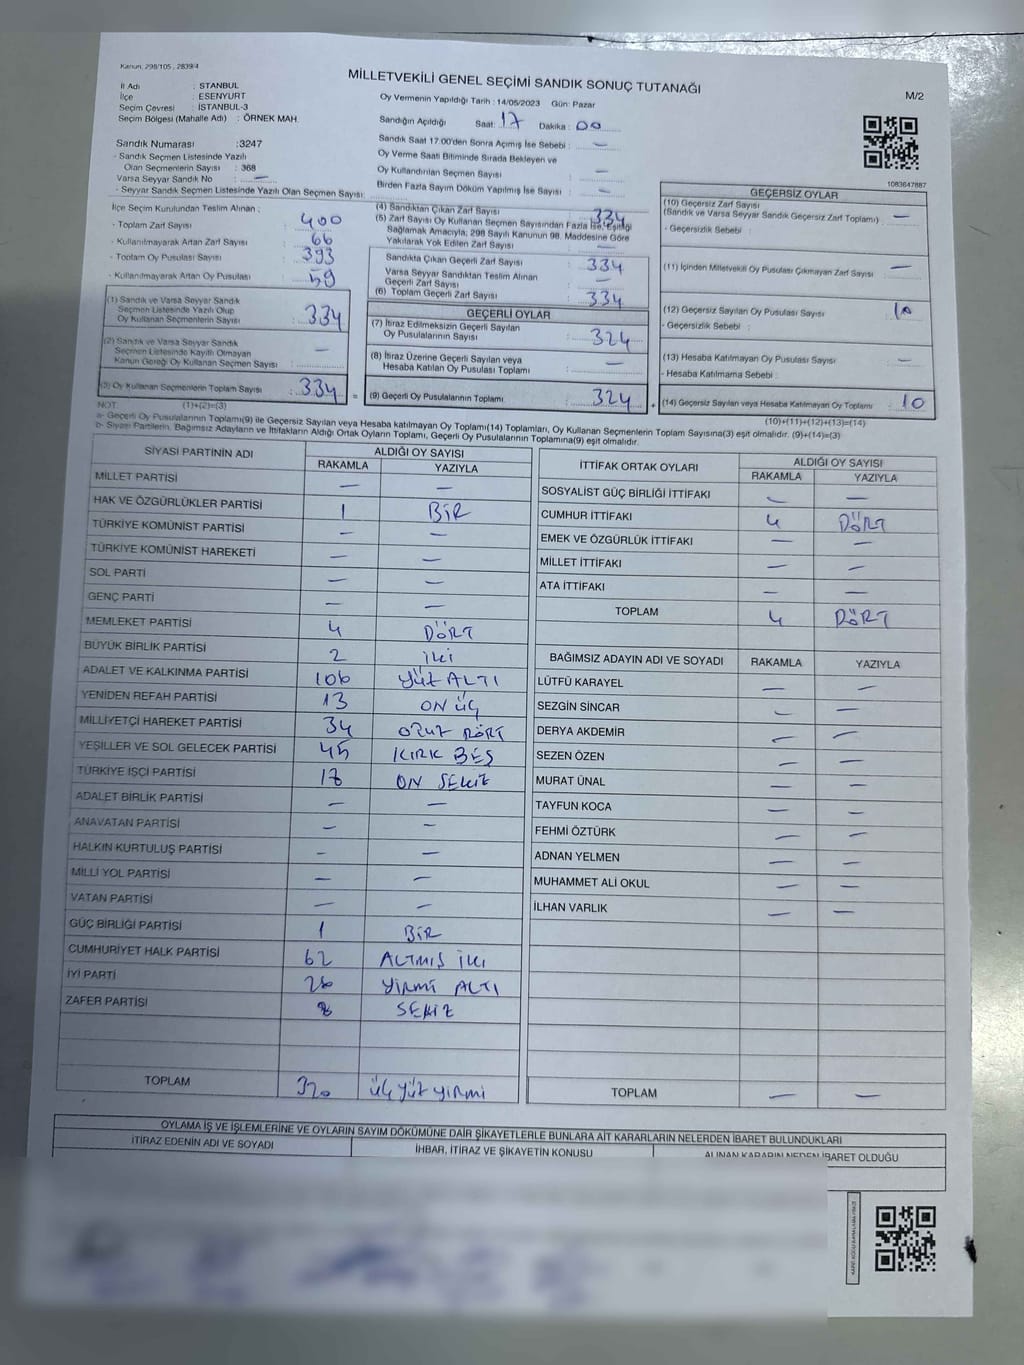 Kanun, 298/105 , 2839/4
MİLLETVEKİLİ GENEL SEÇİMİ SANDIK SONUÇ TUTANAĞI
M/2
İl Adı : STANBUL
İlçe : ESENYURT
Seçim Çevresi : İSTANBUL-3
Seçim Bölgesi (Mahalle Adı) : ÖRNEK MAH.
Oy Vermenin Yapıldığı Tarih : 14/05/2023 Gün: Pazar
Sandığın Açıldığı Saat: 17 Dakika : 00
Sandık Saat 17.00'den Sonra Açımış İse Sebebi : —
Oy Verme Saati Bitiminde Sırada Bekleyen ve
Oy Kullandırılan Seçmen Sayısı : —
Birden Fazla Sayım Döküm Yapılmış İse Sayısı : —
Sandık Numarası :3247
- Sandık Seçmen Listesinde Yazılı
Olan Seçmenlerin Sayısı : 368
Varsa Seyyar Sandık No : —
- Seyyar Sandık Seçmen Listesinde Yazılı Olan Seçmen Sayısı:
1083647887
İlçe Seçim Kurulundan Teslim Alınan ;
- Toplam Zarf Sayısı : 400
- Kullanılmayarak Artan Zarf Sayısı : 66
- Toplam Oy Pusulası Sayısı : 393
- Kullanılmayarak Artan Oy Pusulası : 59
(1) Sandık ve Varsa Seyyar Sandık
Seçmen Listesinde Yazılı Olup
Oy Kullanan Seçmenlerin Sayısı : 334
(2) Sandık ve Varsa Seyyar Sandık
Seçmen Listesinde Kayıtlı Olmayan
Kanun Gereği Oy Kullanan Seçmen Sayısı : —
(3) Oy Kullanan Seçmenlerin Toplam Sayısı : 334
(4) Sandıktan Çıkan Zarf Sayısı : 334
(5) Zarf Sayısı Oy Kullanan Seçmen Sayısından Fazla İse, Eşitliği
Sağlamak Amacıyla, 298 Sayılı Kanunun 98. Maddesine Göre
Yakılarak Yok Edilen Zarf Sayısı : —
Sandıkta Çıkan Geçerli Zarf Sayısı : 334
Varsa Seyyar Sandıktan Teslim Alınan
Geçerli Zarf Sayısı : —
(6) Toplam Geçerli Zarf Sayısı : 334
GEÇERLİ OYLAR
(7) İtiraz Edilmeksizin Geçerli Sayılan
Oy Pusulalarının Sayısı : 324
(8) İtiraz Üzerine Geçerli Sayılan veya
Hesaba Katılan Oy Pusulası Toplamı : —
= (9) Geçerli Oy Pusulalarının Toplamı : 324 +
GEÇERSİZ OYLAR
(10) Geçersiz Zarf Sayısı
(Sandık ve Varsa Seyyar Sandık Geçersiz Zarf Toplamı) : —
- Geçersizlik Sebebi :
(11) İçinden Milletvekili Oy Pusulası Çıkmayan Zarf Sayısı : —
(12) Geçersiz Sayılan Oy Pusulası Sayısı : 10
- Geçersizlik Sebebi :
(13) Hesaba Katılmayan Oy Pusulası Sayısı : —
- Hesaba Katılmama Sebebi :
(14) Geçersiz Sayılan veya Hesaba Katılmayan Oy Toplamı : 10
NOT: (1)+(2)=(3)
(10)+(11)+(12)+(13)=(14)
a- Geçerli Oy Pusulalarının Toplamı(9) ile Geçersiz Sayılan veya Hesaba katılmayan Oy Toplamı(14) Toplamları, Oy Kullanan Seçmenlerin Toplam Sayısına(3) eşit olmalıdır. (9)+(14)=(3)
b- Siyasi Partilerin, Bağımsız Adayların ve İttifakların Aldığı Ortak Oyların Toplamı, Geçerli Oy Pusulalarının Toplamına(9) eşit olmalıdır.
SİYASİ PARTİNİN ADI ALDIĞI OY SAYISI
RAKAMLA YAZIYLA
MİLLET PARTİSİ — —
HAK VE ÖZGÜRLÜKLER PARTİSİ 1 BİR
TÜRKİYE KOMÜNİST PARTİSİ — —
TÜRKİYE KOMÜNİST HAREKETİ — —
SOL PARTİ — —
GENÇ PARTİ — —
MEMLEKET PARTİSİ 4 DÖRT
BÜYÜK BİRLİK PARTİSİ 2 İKİ
ADALET VE KALKINMA PARTİSİ 106 YÜZ ALTI
YENİDEN REFAH PARTİSİ 13 ON ÜÇ
MİLLİYETÇİ HAREKET PARTİSİ 34 OTUZ DÖRT
YEŞİLLER VE SOL GELECEK PARTİSİ 45 KIRK BEŞ
TÜRKİYE İŞÇİ PARTİSİ 18 ON SEKİZ
ADALET BİRLİK PARTİSİ — —
ANAVATAN PARTİSİ — —
HALKIN KURTULUŞ PARTİSİ — —
MİLLİ YOL PARTİSİ — —
VATAN PARTİSİ — —
GÜÇ BİRLİĞİ PARTİSİ 1 BİR
CUMHURİYET HALK PARTİSİ 62 ALTMIŞ İKİ
İYİ PARTİ 26 YİRMİ ALTI
ZAFER PARTİSİ 8 SEKİZ
TOPLAM 320 ÜÇ YÜZ YİRMİ
İTTİFAK ORTAK OYLARI ALDIĞI OY SAYISI
RAKAMLA YAZIYLA
SOSYALİST GÜÇ BİRLİĞİ İTTİFAKI — —
CUMHUR İTTİFAKI 4 DÖRT
EMEK VE ÖZGÜRLÜK İTTİFAKI — —
MİLLET İTTİFAKI — —
ATA İTTİFAKI — —
TOPLAM 4 DÖRT
BAĞIMSIZ ADAYIN ADI VE SOYADI RAKAMLA YAZIYLA
LÜTFÜ KARAYEL — —
SEZGİN SİNCAR — —
DERYA AKDEMİR — —
SEZEN ÖZEN — —
MURAT ÜNAL — —
TAYFUN KOCA — —
FEHMİ ÖZTÜRK — —
ADNAN YELMEN — —
MUHAMMET ALİ OKUL — —
İLHAN VARLIK — —
TOPLAM — —
OYLAMA İŞ VE İŞLEMLERİNE VE OYLARIN SAYIM DÖKÜMÜNE DAİR ŞİKAYETLERLE BUNLARA AİT KARARLARIN NELERDEN İBARET BULUNDUKLARI
İTİRAZ EDENİN ADI VE SOYADI İHBAR, İTİRAZ VE ŞİKAYETİN KONUSU ALINAN KARARIN NEDEN İBARET OLDUĞU